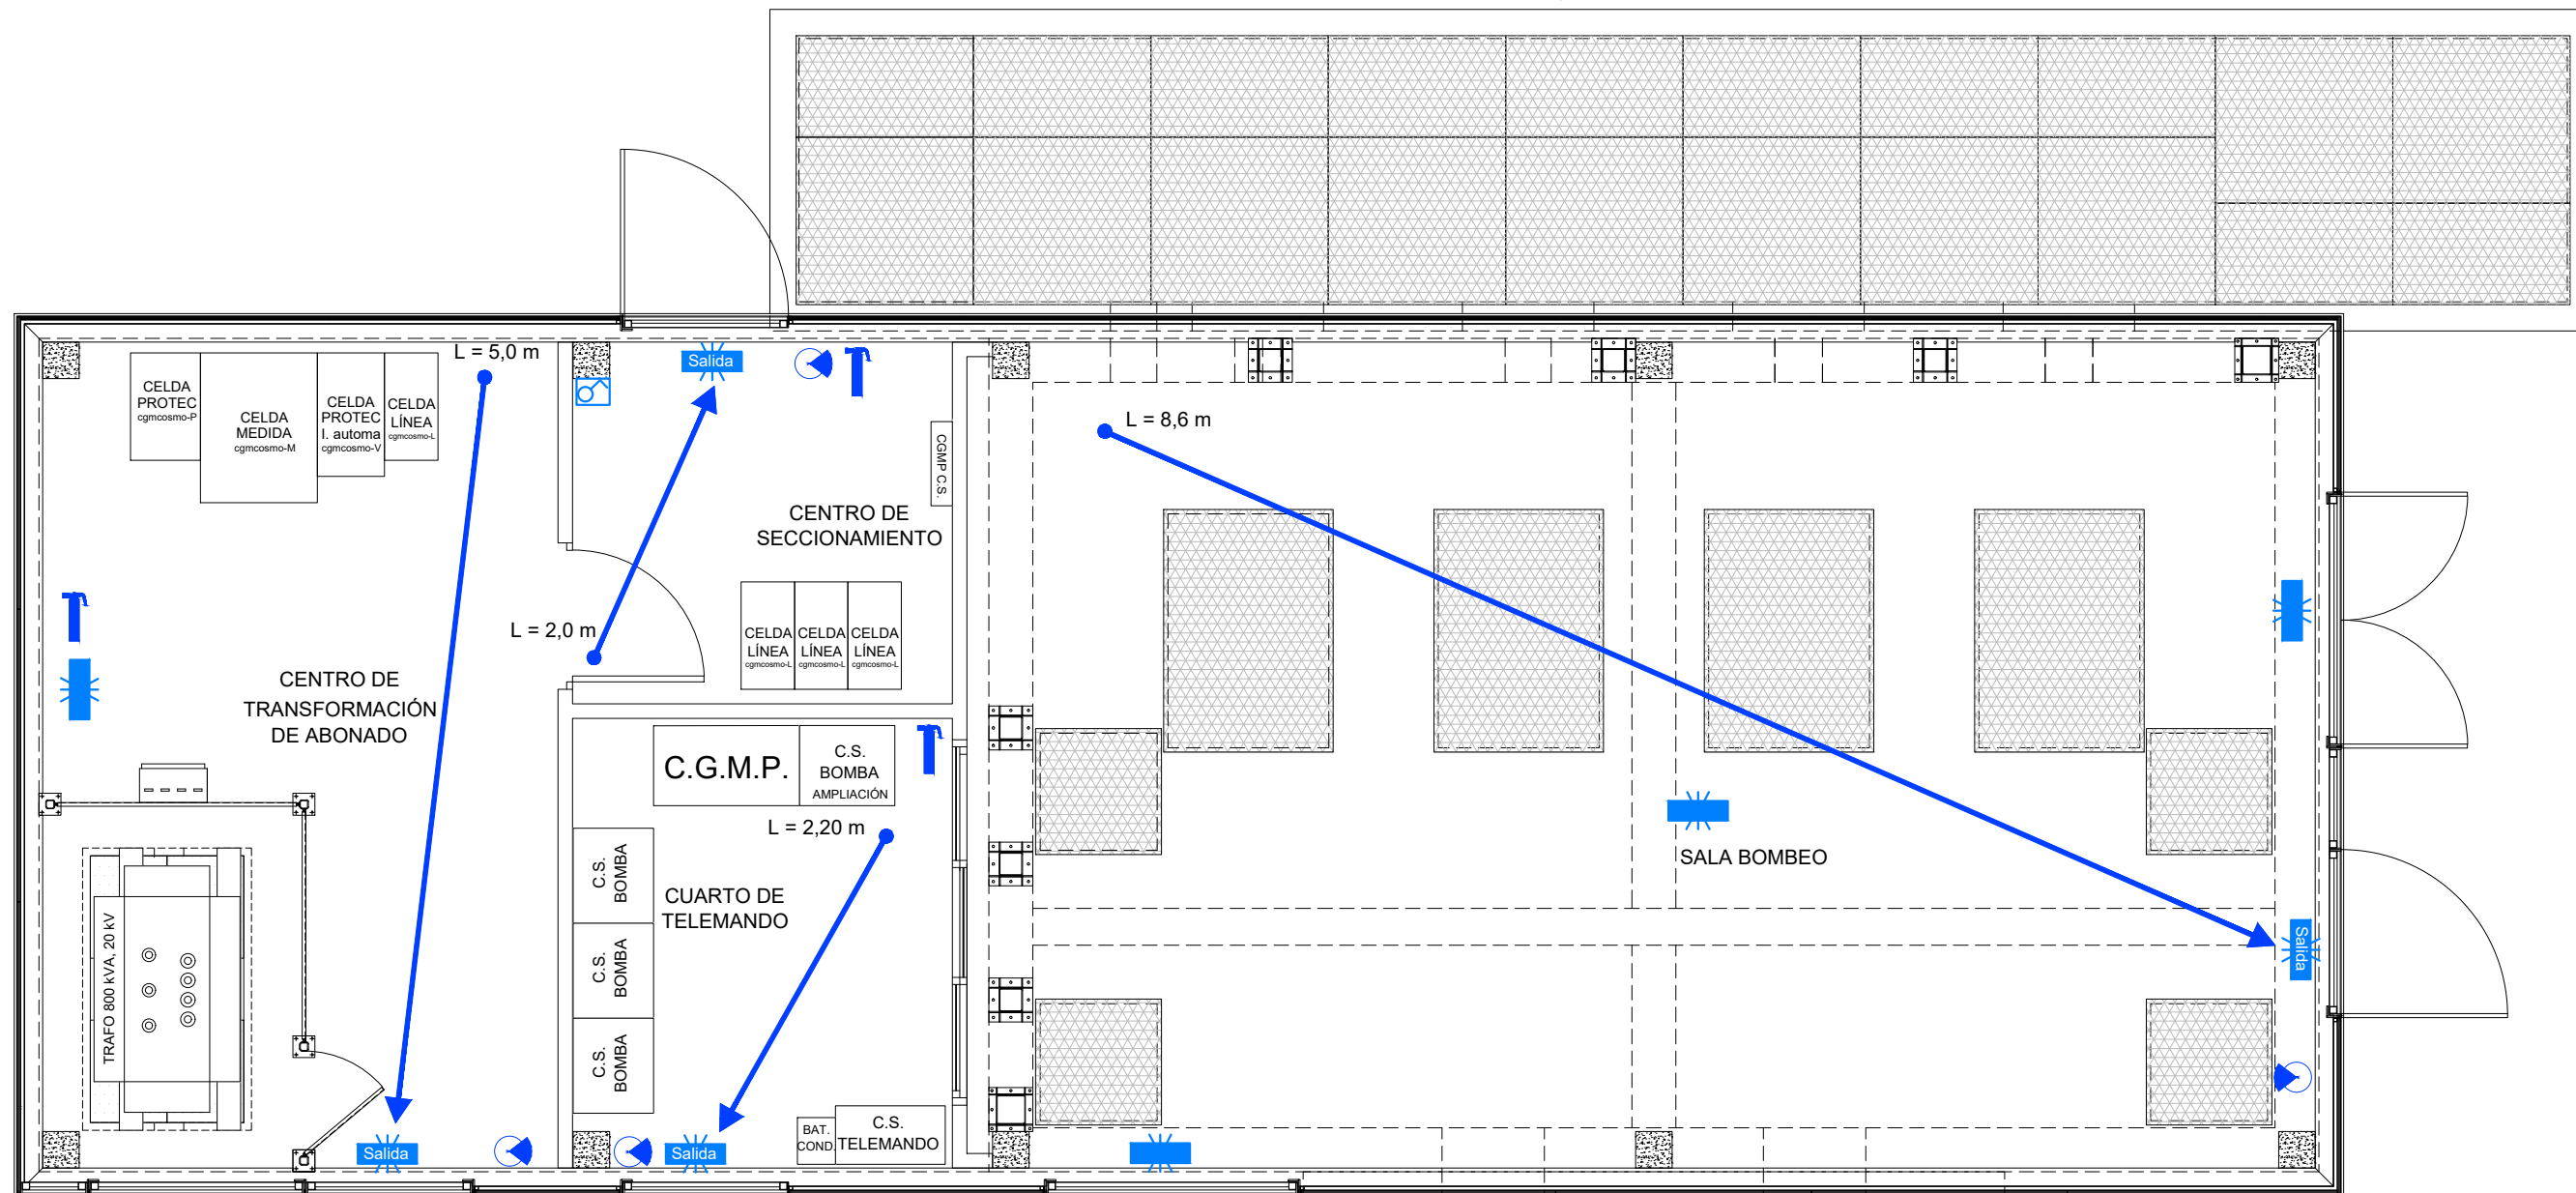 L = 5,0 m
CELDA
PROTEC
cgmcosmo-P
CELDA
MEDIDA
cgmcosmo-M
CELDA
PROTEC
I. automa
cgmcosmo-V
CELDA
LÍNEA
cgmcosmo-L
Salida
CGMP C.S.
L = 8,6 m
CENTRO DE
SECCIONAMIENTO
L = 2,0 m
CELDA
LÍNEA
cgmcosmo-L
CELDA
LÍNEA
cgmcosmo-L
CELDA
LÍNEA
cgmcosmo-L
CENTRO DE
TRANSFORMACIÓN
DE ABONADO
C.G.M.P.
C.S.
BOMBA
AMPLIACIÓN
L = 2,20 m
C.S.
BOMBA
CUARTO DE
TELEMANDO
C.S.
BOMBA
C.S.
BOMBA
SALA BOMBEO
TRAFO 800 kVA, 20 kV
Salida
BAT.
COND.
C.S.
TELEMANDO
Salida
Salida